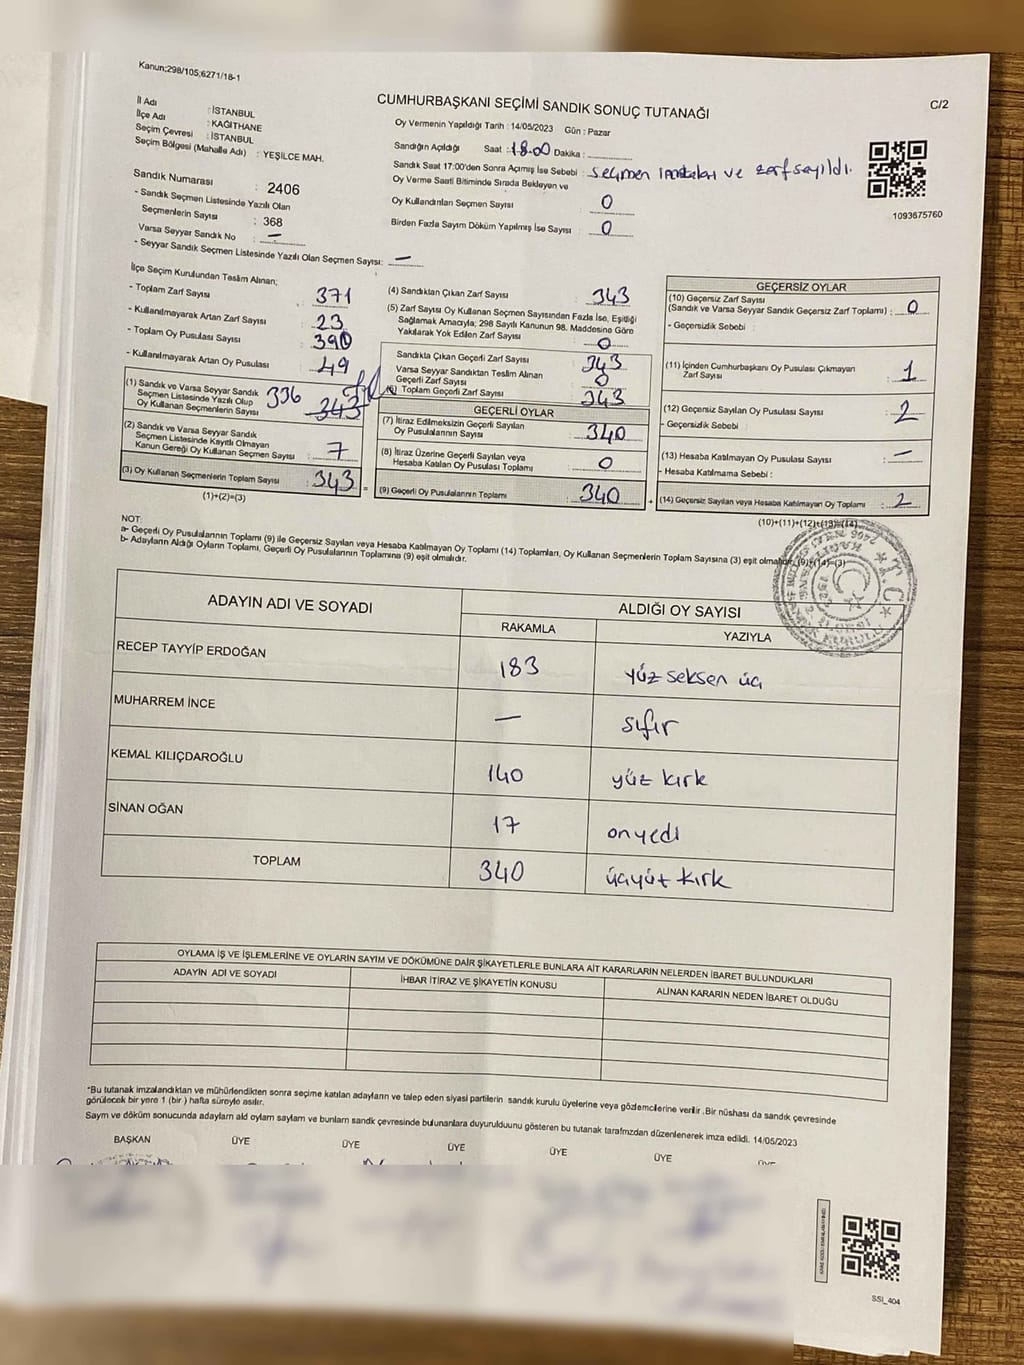 Kanun;298/105,6271/18-1
CUMHURBAŞKANI SEÇİMİ SANDIK SONUÇ TUTANAĞI
C/2
İl Adı : İSTANBUL
İlçe Adı : KAĞITHANE
Seçim Çevresi : İSTANBUL
Seçim Bölgesi (Mahalle Adı) : YEŞİLCE MAH.
Oy Vermenin Yapıldığı Tarih : 14/05/2023 Gün : Pazar
Sandığın Açıldığı Saat : 18.00 Dakika :
Sandık Saat 17:00'den Sonra Açımış İse Sebebi : seçmen imzaları ve zarf sayıldı.
Oy Verme Saati Bitiminde Sırada Bekleyen ve
Oy Kullandırılan Seçmen Sayısı 0
Birden Fazla Sayım Döküm Yapılmış İse Sayısı : 0
1093675760
Sandık Numarası : 2406
- Sandık Seçmen Listesinde Yazılı Olan
Seçmenlerin Sayısı : 368
Varsa Seyyar Sandık No : —
- Seyyar Sandık Seçmen Listesinde Yazılı Olan Seçmen Sayısı: —
İlçe Seçim Kurulundan Teslim Alınan;
- Toplam Zarf Sayısı : 371
- Kullanılmayarak Artan Zarf Sayısı : 23
- Toplam Oy Pusulası Sayısı : 390
- Kullanılmayarak Artan Oy Pusulası : 49
(1) Sandık ve Varsa Seyyar Sandık
Seçmen Listesinde Yazılı Olup
Oy Kullanan Seçmenlerin Sayısı 336 343
(2) Sandık ve Varsa Seyyar Sandık
Seçmen Listesinde Kayıtlı Olmayan
Kanun Gereği Oy Kullanan Seçmen Sayısı : 7
(3) Oy Kullanan Seçmenlerin Toplam Sayısı : 343 =
(1)+(2)=(3)
(4) Sandıktan Çıkan Zarf Sayısı : 343
(5) Zarf Sayısı Oy Kullanan Seçmen Sayısından Fazla İse, Eşitliği
Sağlamak Amacıyla; 298 Sayılı Kanunun 98. Maddesine Göre
Yakılarak Yok Edilen Zarf Sayısı : 0
Sandıkta Çıkan Geçerli Zarf Sayısı : 343
Varsa Seyyar Sandıktan Teslim Alınan
Geçerli Zarf Sayısı : 0
(6) Toplam Geçerli Zarf Sayısı : 343
GEÇERLİ OYLAR
(7) İtiraz Edilmeksizin Geçerli Sayılan
Oy Pusulalarının Sayısı : 340
(8) İtiraz Üzerine Geçerli Sayılan veya
Hesaba Katılan Oy Pusulası Toplamı : 0
(9) Geçerli Oy Pusulalarının Toplamı : 340 +
GEÇERSİZ OYLAR
(10) Geçersiz Zarf Sayısı
(Sandık ve Varsa Seyyar Sandık Geçersiz Zarf Toplamı) : 0
- Geçersizlik Sebebi :
(11) İçinden Cumhurbaşkanı Oy Pusulası Çıkmayan
Zarf Sayısı : 1
(12) Geçersiz Sayılan Oy Pusulası Sayısı : 2
- Geçersizlik Sebebi :
(13) Hesaba Katılmayan Oy Pusulası Sayısı : —
- Hesaba Katılmama Sebebi :
(14) Geçersiz Sayılan veya Hesaba Katılmayan Oy Toplamı : 2
(10)+(11)+(12)+(13)=(14)
NOT:
a- Geçerli Oy Pusulalarının Toplamı (9) ile Geçersiz Sayılan veya Hesaba Katılmayan Oy Toplamı (14) Toplamları, Oy Kullanan Seçmenlerin Toplam Sayısına (3) eşit olmalıdır. (9)+(14)=(3)
b- Adayların Aldığı Oyların Toplamı, Geçerli Oy Pusulalarının Toplamına (9) eşit olmalıdır.
ADAYIN ADI VE SOYADI
ALDIĞI OY SAYISI
RAKAMLA YAZIYLA
RECEP TAYYİP ERDOĞAN 183 yüz seksen üç
MUHARREM İNCE — sıfır
KEMAL KILIÇDAROĞLU 140 yüz kırk
SİNAN OĞAN 17 onyedi
TOPLAM 340 üçyüz kırk
OYLAMA İŞ VE İŞLEMLERİNE VE OYLARIN SAYIM VE DÖKÜMÜNE DAİR ŞİKAYETLERLE BUNLARA AİT KARARLARIN NELERDEN İBARET BULUNDUKLARI
ADAYIN ADI VE SOYADI İHBAR İTİRAZ VE ŞİKAYETİN KONUSU ALINAN KARARIN NEDEN İBARET OLDUĞU
*Bu tutanak imzalandıktan ve mühürlendikten sonra seçime katılan adayların ve talep eden siyasi partilerin sandık kurulu üyelerine veya gözlemcilerine verilir .Bir nüshası da sandık çevresinde
görülecek bir yere 1 (bir ) hafta süreyle asılır.
Sayım ve döküm sonucunda adayların ald oyların sayları ve bunların sandk çevresinde bulunanlara duyurulduunu gösteren bu tutanak tarafmzdan düzenlenerek imza edildi. 14/05/2023
BAŞKAN ÜYE ÜYE ÜYE ÜYE ÜYE ÜYE
SSI_404